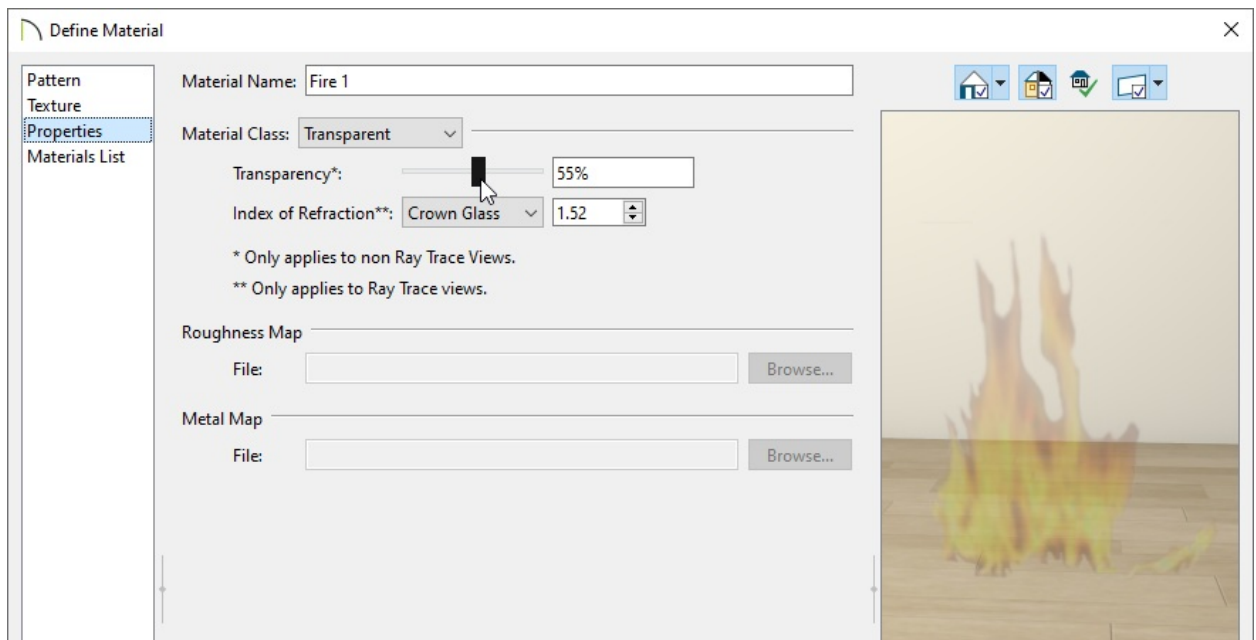 Define Material
Pattern
Texture
Properties
Materials List
Material Name: Fire 1
Material Class: Transparent
Transparency*: 55%
Index of Refraction**: Crown Glass 1.52
* Only applies to non Ray Trace Views.
** Only applies to Ray Trace views.
Roughness Map
File: Browse...
Metal Map
File: Browse...